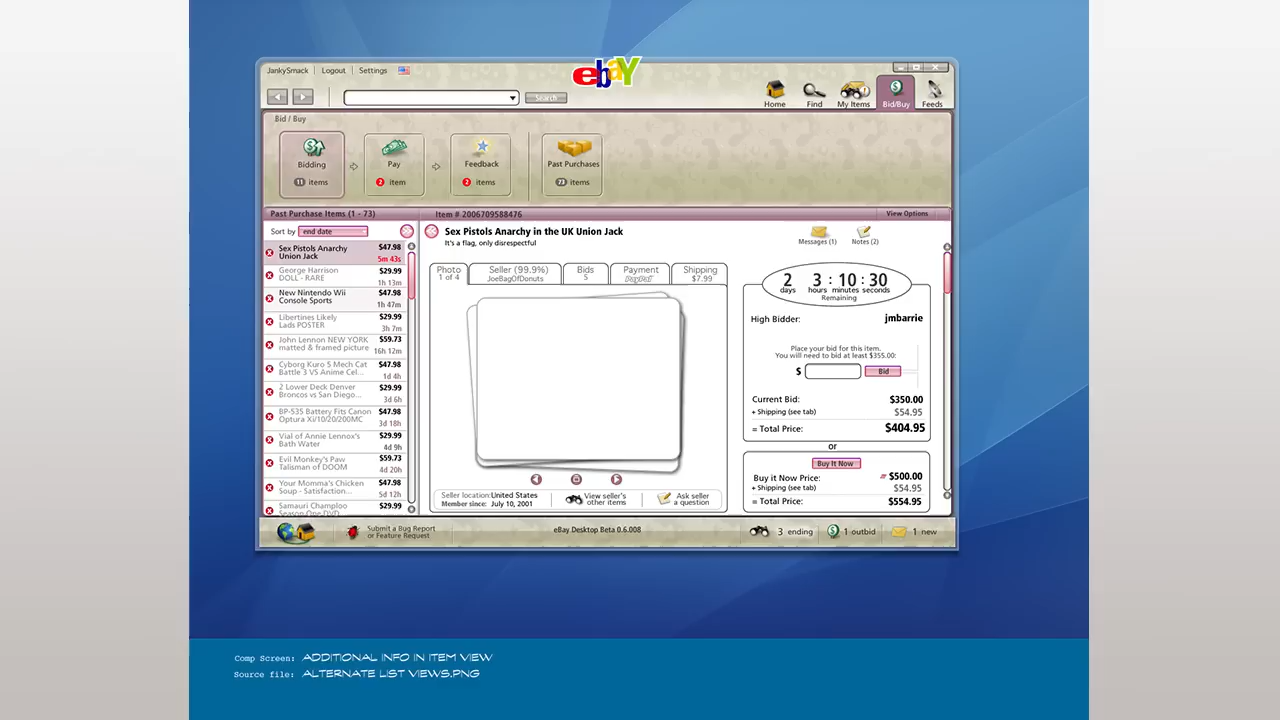 JankySmack | Logout | Settings
ebaY
Search
Home
Find
My Items
Bid/Buy
Feeds
Bid / Buy
Bidding
11 items
Pay
2 item
Feedback
2 items
Past Purchases
73 items
Past Purchase Items (1 - 73)
Item # 2006709588476
View Options
Sort by end date
Sex Pistols Anarchy $47.98
Union Jack 5m 43s
George Harrison $29.99
DOLL - RARE 1h 13m
New Nintendo Wii $47.98
Console Sports 1h 47m
Libertines Likely $29.99
Lads POSTER 3h 7m
John Lennon NEW YORK $59.73
matted & framed picture 16h 12m
Cyborg Kuro 5 Mech Cat $47.98
Battle 3 VS Anime Cel... 1d 4h
2 Lower Deck Denver $29.99
Broncos vs San Diego... 3d 6h
BP-535 Battery Fits Canon $47.98
Optura Xi/10/20/200MC 3d 18h
Vial of Annie Lennox's $29.99
Bath Water 4d 9h
Evil Monkey's Paw $59.73
Talisman of DOOM 4d 20h
Your Momma's Chicken $47.98
Soup - Satisfaction... 5d 12h
Samauri Champloo $29.99
Season One DVD
Sex Pistols Anarchy in the UK Union Jack
It's a flag, only disrespectful
Messages (1)
Notes (2)
Photo
1 of 4
Seller (99.9%)
JoeBagOfDonuts
Bids
5
Payment
PayPal
Shipping
$7.99
Seller location: United States
Member since: July 10, 2001
View seller's
other items
Ask seller
a question
2 3 : 10 : 30
days hours minutes seconds
Remaining
High Bidder: jmbarrie
Place your bid for this item.
You will need to bid at least $355.00:
$ Bid
Current Bid: $350.00
+ Shipping (see tab) $54.95
= Total Price: $404.95
or
Buy It Now
Buy it Now Price: $500.00
+ Shipping (see tab) $54.95
= Total Price: $554.95
Submit a Bug Report
or Feature Request
eBay Desktop Beta 0.6.008
3 ending
1 outbid
1 new
Comp Screen: ADDITIONAL INFO IN ITEM VIEW
Source file: ALTERNATE LIST VIEWS.PNG